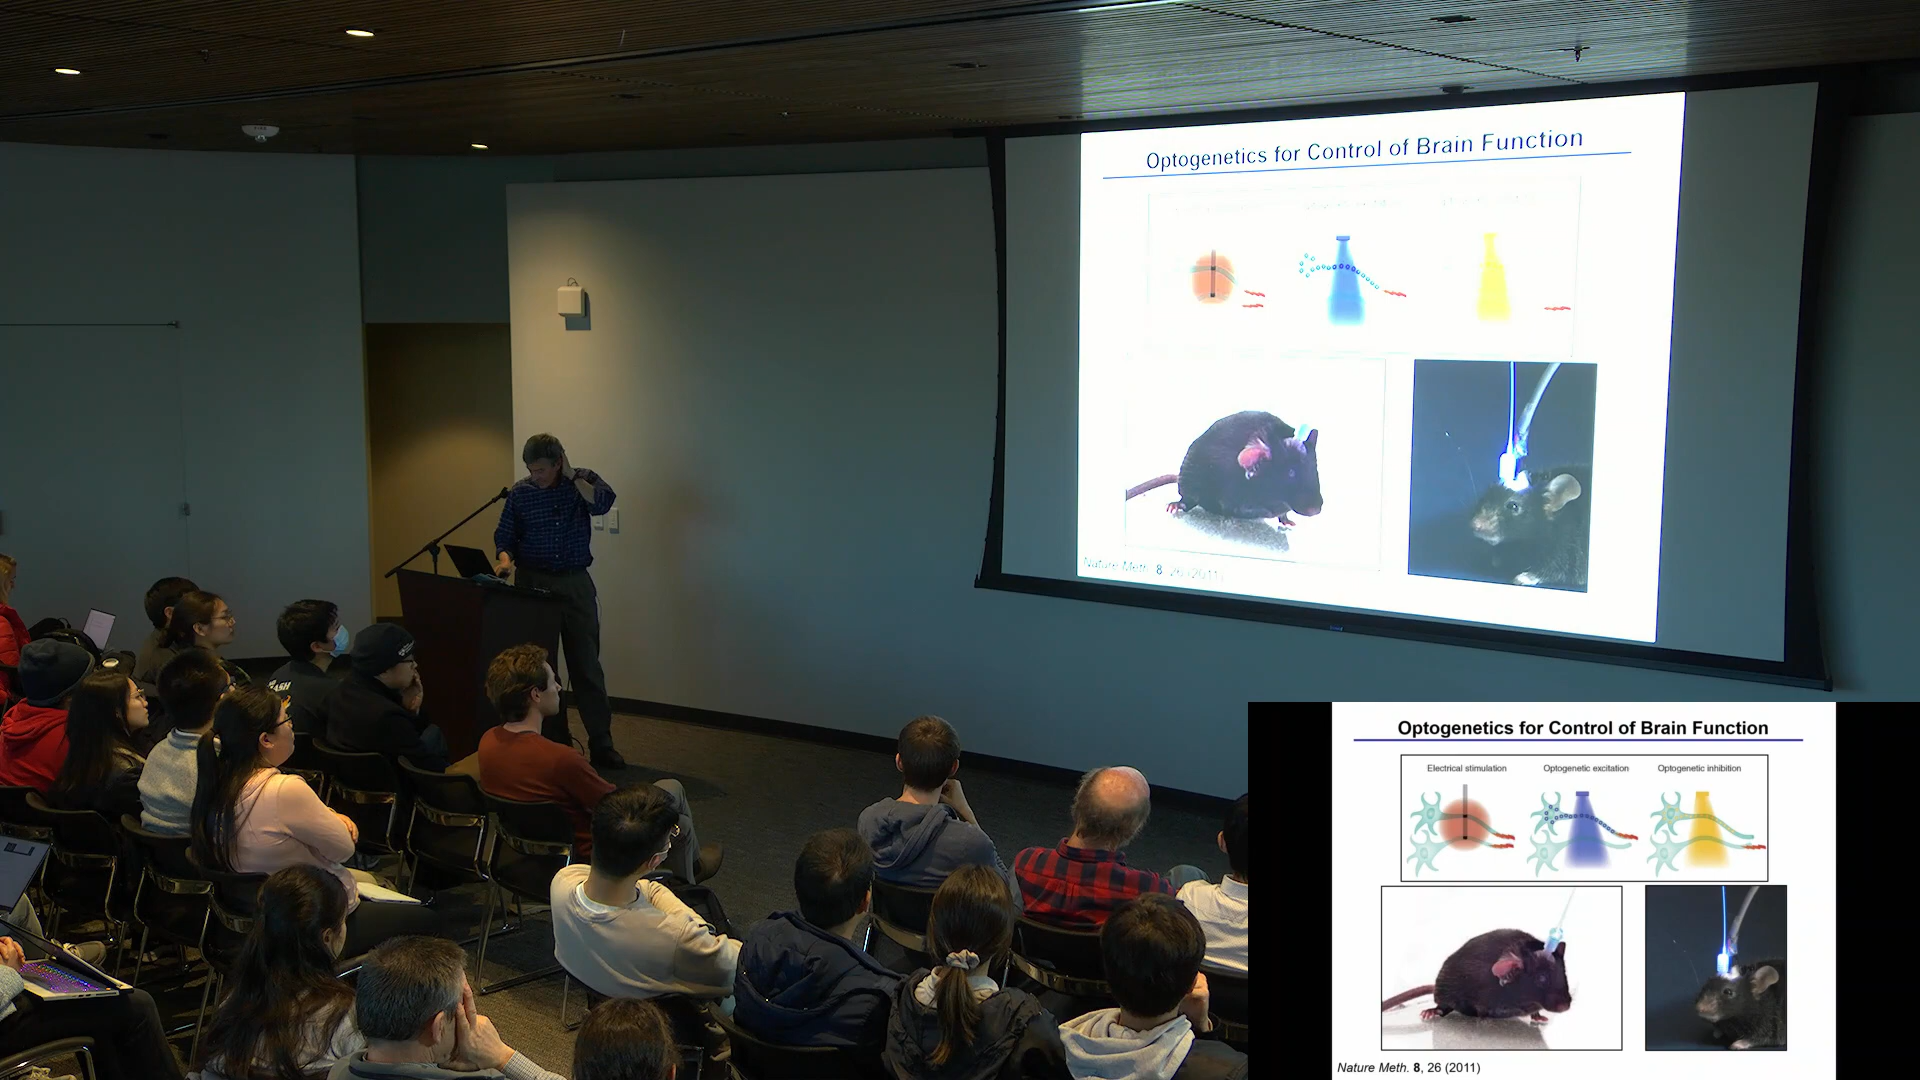 Optogenetics for Control of Brain Function
Nature Meth. 8, 26 (2011)
Optogenetics for Control of Brain Function
Electrical stimulation Optogenetic excitation Optogenetic inhibition
Nature Meth. 8, 26 (2011)